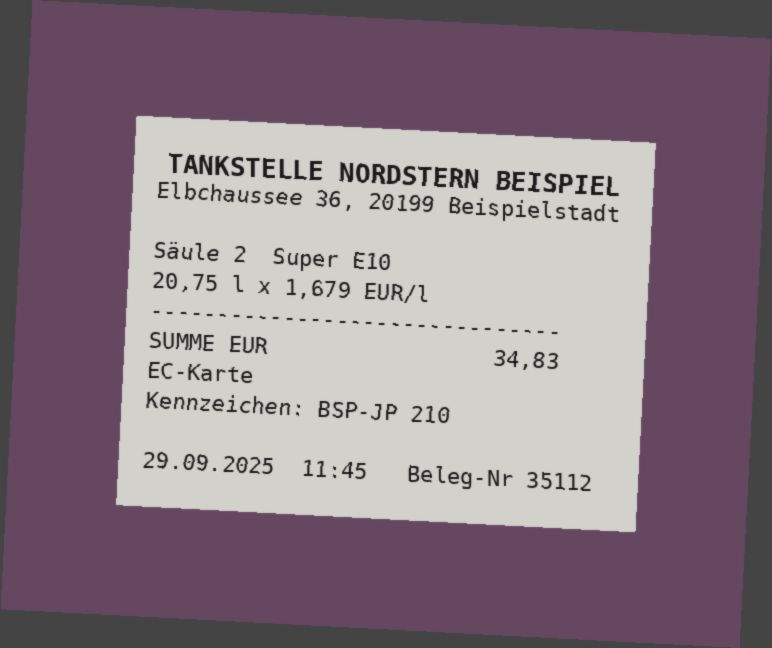 TANKSTELLE NORDSTERN BEISPIEL
Elbchaussee 36, 20199 Beispielstadt
Säule 2  Super E10
20,75 l x 1,679 EUR/l
-------------------------------
SUMME EUR                 34,83
EC-Karte
Kennzeichen: BSP-JP 210
29.09.2025  11:45   Beleg-Nr 35112